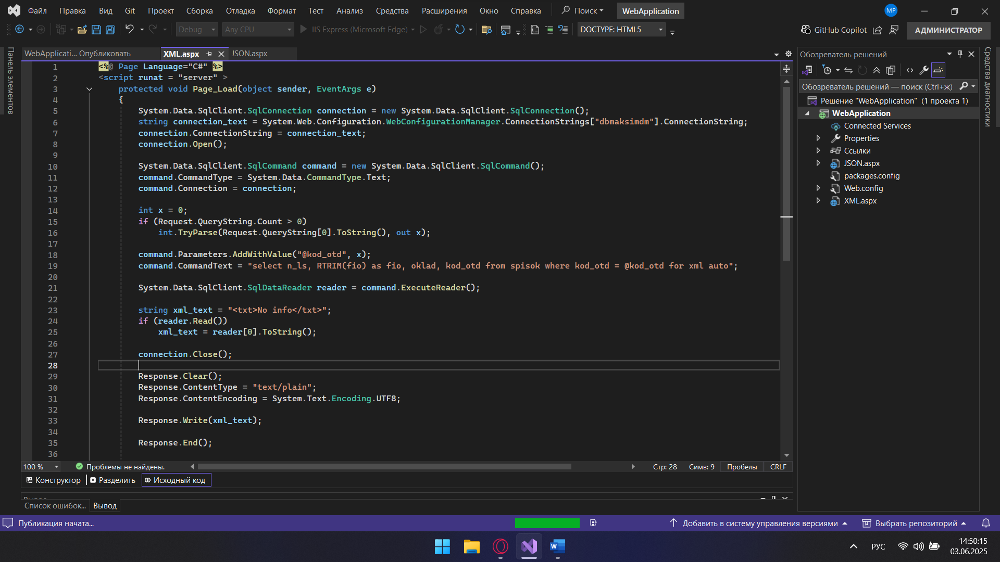 Файл Правка Вид Git Проект Сборка Отладка Формат Тест Анализ Средства Расширения Окно Справка Поиск WebApplication MP
Debug Any CPU IIS Express (Microsoft Edge) DOCTYPE: HTML5 GitHub Copilot АДМИНИСТРАТОР
Панель элементов
WebApplicati... Опубликовать XML.aspx JSON.aspx
1 <%@ Page Language="C#" %>
2 <script runat = "server" >
3 protected void Page_Load(object sender, EventArgs e)
4 {
5 System.Data.SqlClient.SqlConnection connection = new System.Data.SqlClient.SqlConnection();
6 string connection_text = System.Web.Configuration.WebConfigurationManager.ConnectionStrings["dbmaksimdm"].ConnectionString;
7 connection.ConnectionString = connection_text;
8 connection.Open();
9
10 System.Data.SqlClient.SqlCommand command = new System.Data.SqlClient.SqlCommand();
11 command.CommandType = System.Data.CommandType.Text;
12 command.Connection = connection;
13
14 int x = 0;
15 if (Request.QueryString.Count > 0)
16 int.TryParse(Request.QueryString[0].ToString(), out x);
17
18 command.Parameters.AddWithValue("@kod_otd", x);
19 command.CommandText = "select n_ls, RTRIM(fio) as fio, oklad, kod_otd from spisok where kod_otd = @kod_otd for xml auto";
20
21 System.Data.SqlClient.SqlDataReader reader = command.ExecuteReader();
22
23 string xml_text = "<txt>No info</txt>";
24 if (reader.Read())
25 xml_text = reader[0].ToString();
26
27 connection.Close();
28
29 Response.Clear();
30 Response.ContentType = "text/plain";
31 Response.ContentEncoding = System.Text.Encoding.UTF8;
32
33 Response.Write(xml_text);
34
35 Response.End();
36
100 % Проблемы не найдены. Стр: 28 Симв: 9 Пробелы CRLF
Конструктор Разделить Исходный код
Вывод
Список ошибок... Вывод
Обозреватель решений
Обозреватель решений — поиск (Ctrl+ж)
Решение "WebApplication" (1 проекта 1)
WebApplication
Connected Services
Properties
Ссылки
JSON.aspx
packages.config
Web.config
XML.aspx
Средства диагностики
Публикация начата... Добавить в систему управления версиями Выбрать репозиторий
РУС 14:50:15
03.06.2025